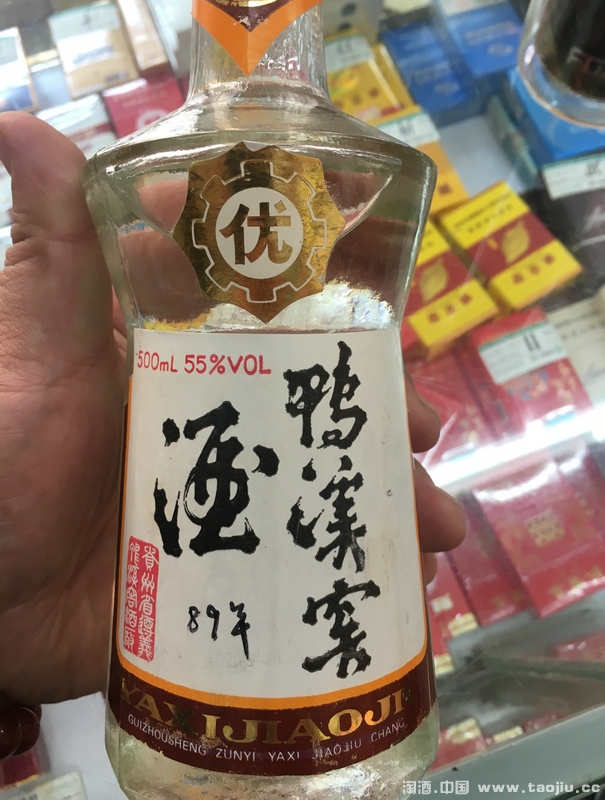 优
500mL 55%VOL
鸭溪窖
酒
89年
贵州省遵义
鸭溪窖酒厂
YAXIJIAOJIU
GUIZHOUSHENG ZUNYI YAXI JIAOJIU CHANG
淘酒.中国 www.taojiu.cc